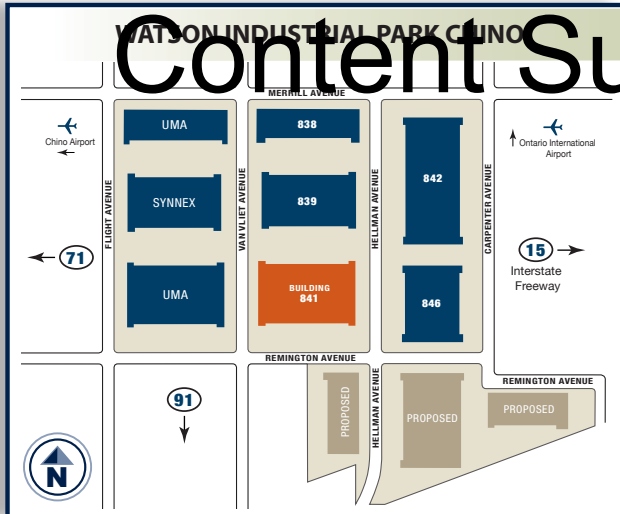 WATSON INDUSTRIAL PARK CHINO
Content Su
MERRILL AVENUE
Chino Airport
Ontario International
Airport
FLIGHT AVENUE
VAN VLIET AVENUE
HELLMAN AVENUE
CARPENTER AVENUE
UMA
838
842
SYNNEX
839
71
15
Interstate
Freeway
UMA
BUILDING
841
846
REMINGTON AVENUE
REMINGTON AVENUE
91
PROPOSED
HELLMAN AVENUE
PROPOSED
PROPOSED
N